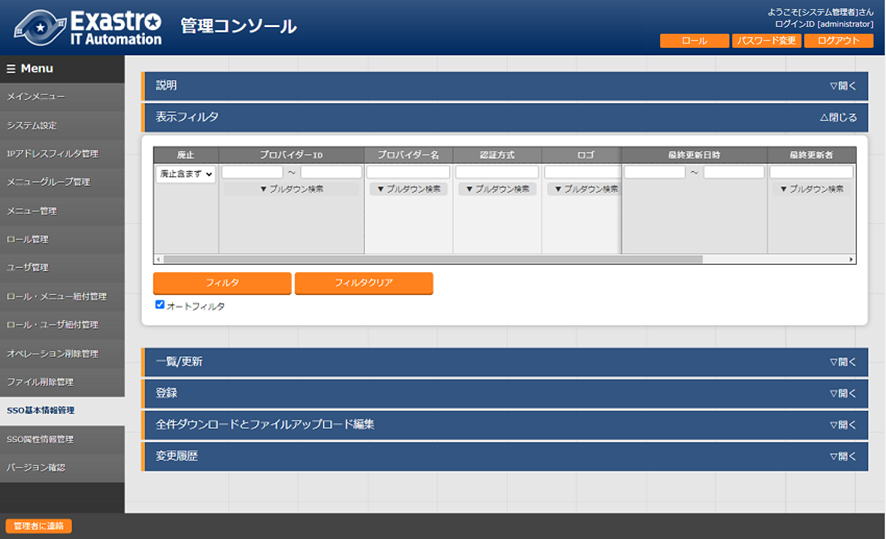 Exastro
IT Automation
管理コンソール
ようこそ[システム管理者]さん
ログインID [administrator]
ロール
パスワード変更
ログアウト
☰ Menu
メインメニュー
システム設定
IPアドレスフィルタ管理
メニューグループ管理
メニュー管理
ロール管理
ユーザ管理
ロール・メニュー紐付管理
ロール・ユーザ紐付管理
オペレーション削除管理
ファイル削除管理
SSO基本情報管理
SSO属性情報管理
バージョン確認
説明
▽開く
表示フィルタ
△閉じる
廃止 プロバイダーID プロバイダー名 認証方式 ロゴ 最終更新日時 最終更新者
廃止含まず ～ ～
▼ プルダウン検索 ▼ プルダウン検索 ▼ プルダウン検索 ▼ プルダウン検索 ▼ プルダウン検索
フィルタ
フィルタクリア
オートフィルタ
一覧/更新
▽開く
登録
▽開く
全件ダウンロードとファイルアップロード編集
▽開く
変更履歴
▽開く
管理者に連絡